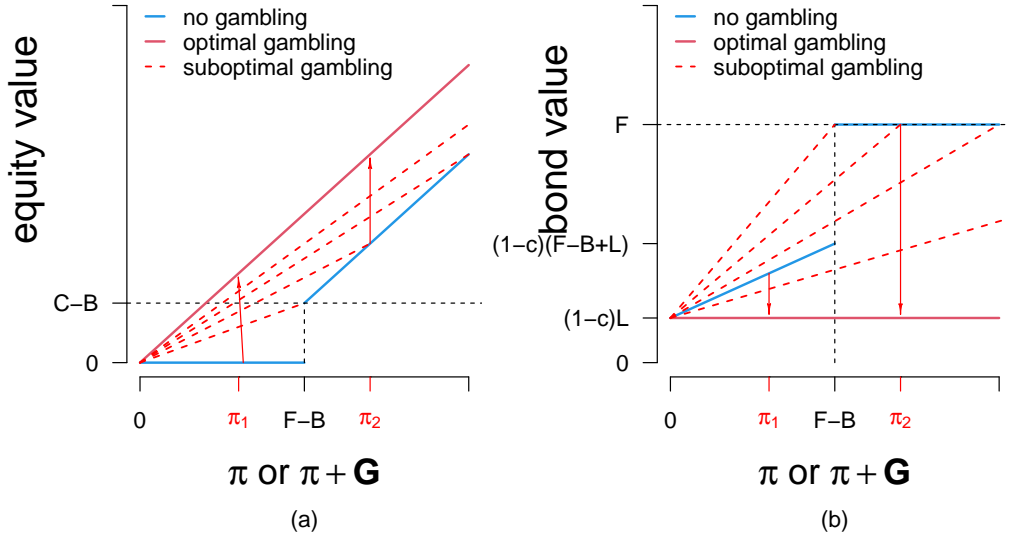 equity value
no gambling
optimal gambling
suboptimal gambling
C−B
0
0
π₁
F−B
π₂
π or π + G
(a)
bond value
no gambling
optimal gambling
suboptimal gambling
F
(1−c)(F−B+L)
(1−c)L
0
0
π₁
F−B
π₂
π or π + G
(b)